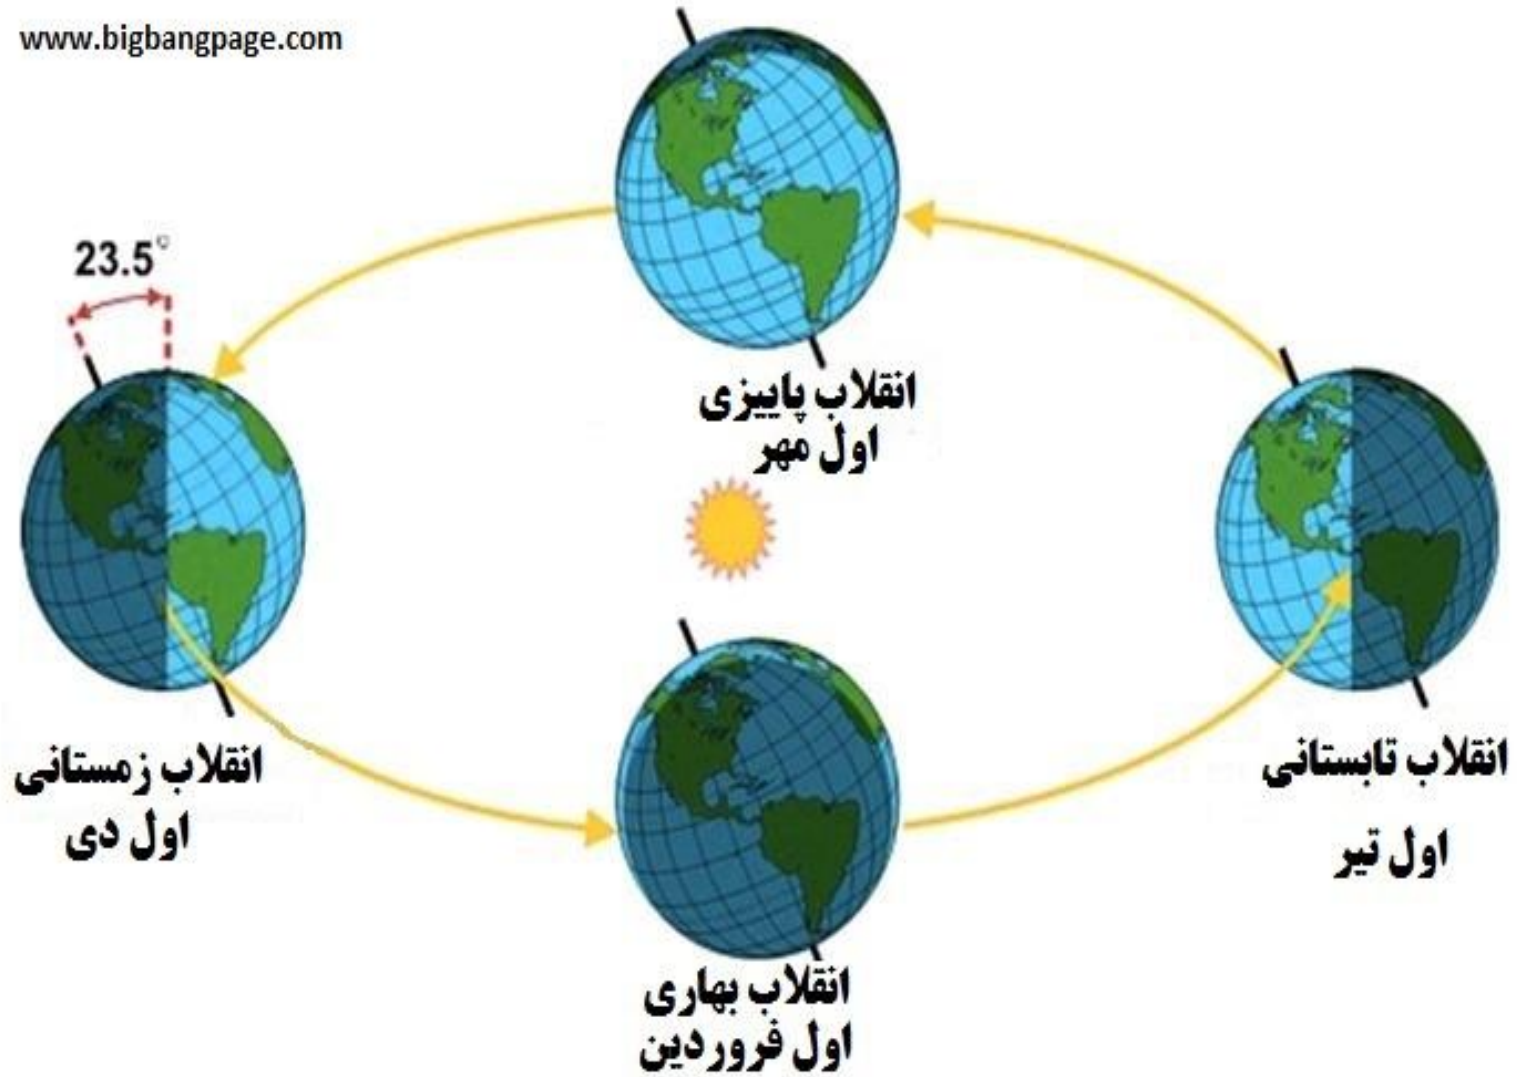 www.bigbangpage.com
انقلاب پاییزی
اول مهر
23.5°
انقلاب زمستانی
اول دی
انقلاب تابستانی
اول تیر
انقلاب بهاری
اول فروردین